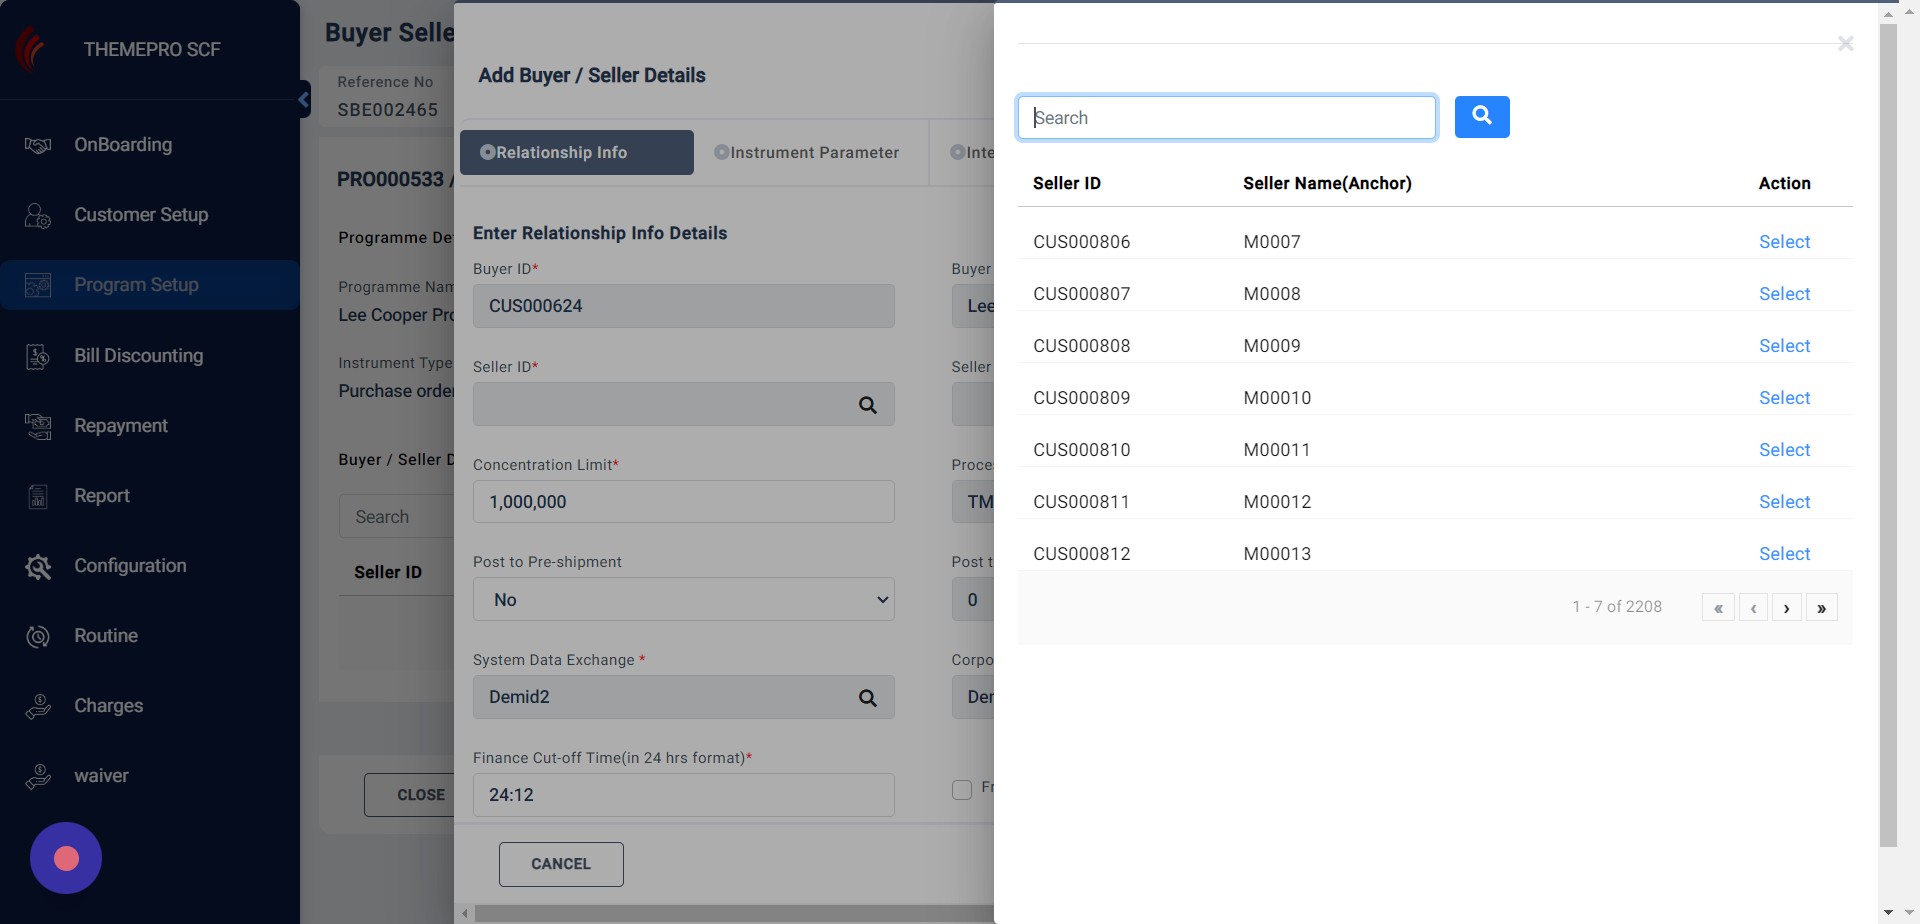 THEMEPRO SCF
OnBoarding
Customer Setup
Program Setup
Bill Discounting
Repayment
Report
Configuration
Routine
Charges
waiver
Buyer Selle
Reference No
SBE002465
PRO000533 /
Programme De
Programme Nam
Lee Cooper Pro
Instrument Type
Purchase order
Buyer / Seller D
Search
Seller ID
CLOSE
Add Buyer / Seller Details
Relationship Info
Instrument Parameter
Inte
Enter Relationship Info Details
Buyer ID*
Buyer
CUS000624
Lee
Seller ID*
Seller
Concentration Limit*
Proce
1,000,000
TM
Post to Pre-shipment
Post t
No
0
System Data Exchange *
Corpo
Demid2
Der
Finance Cut-off Time(in 24 hrs format)*
24:12
Fr
CANCEL
×
Search
Seller ID Seller Name(Anchor) Action
CUS000806 M0007 Select
CUS000807 M0008 Select
CUS000808 M0009 Select
CUS000809 M00010 Select
CUS000810 M00011 Select
CUS000811 M00012 Select
CUS000812 M00013 Select
1 - 7 of 2208 « ‹ › »